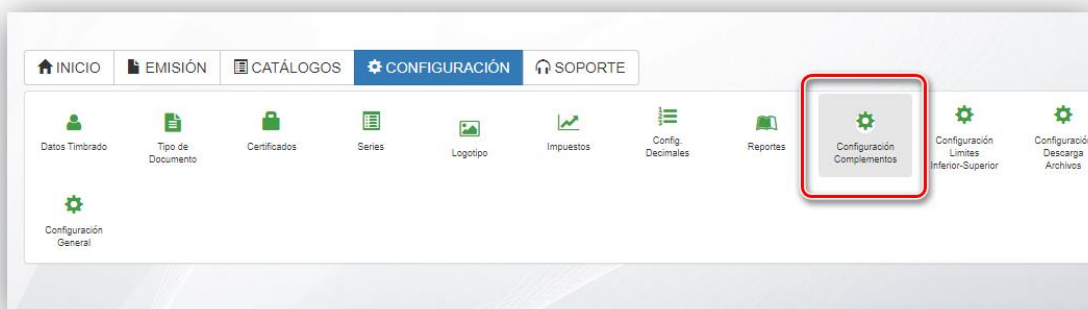 INICIO EMISIÓN CATÁLOGOS CONFIGURACIÓN SOPORTE
Datos Timbrado
Tipo de
Documento
Certificados
Series
Logotipo
Impuestos
Config.
Decimales
Reportes
Configuración
Complementos
Configuración
Limites
Inferior-Superior
Configuración
Descarga
Archivos
Configuración
General